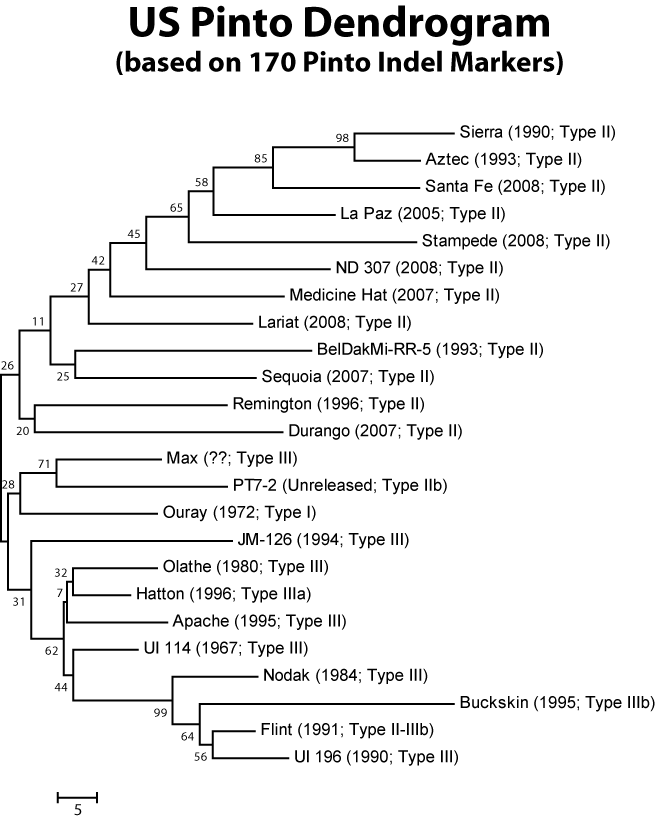 US Pinto Dendrogram
(based on 170 Pinto Indel Markers)
Sierra (1990; Type II)
98
Aztec (1993; Type II)
85
Santa Fe (2008; Type II)
58
La Paz (2005; Type II)
65
Stampede (2008; Type II)
45
ND 307 (2008; Type II)
42
Medicine Hat (2007; Type II)
27
Lariat (2008; Type II)
11
BelDakMi-RR-5 (1993; Type II)
25
Sequoia (2007; Type II)
26
Remington (1996; Type II)
20
Durango (2007; Type II)
Max (??; Type III)
71
PT7-2 (Unreleased; Type IIb)
28
Ouray (1972; Type I)
JM-126 (1994; Type III)
31
Olathe (1980; Type III)
32
Hatton (1996; Type IIIa)
7
Apache (1995; Type III)
62
UI 114 (1967; Type III)
44
Nodak (1984; Type III)
99
Buckskin (1995; Type IIIb)
64
Flint (1991; Type II-IIIb)
56
UI 196 (1990; Type III)
5